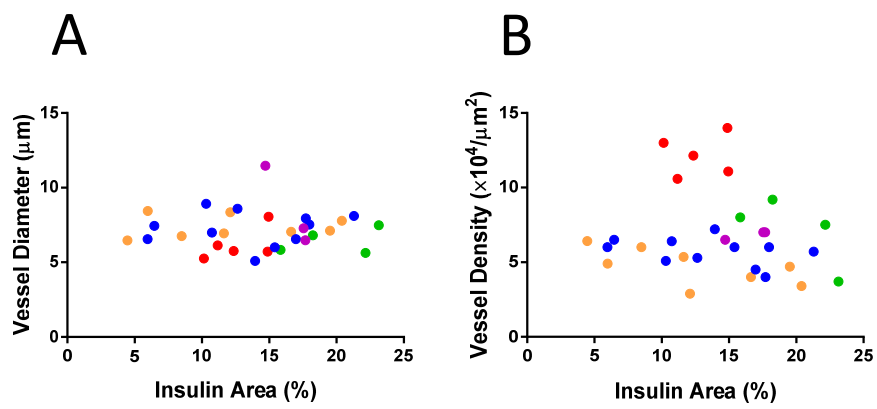 A
B
Vessel Diameter (μm)
15
10
5
0
0 5 10 15 20 25
Insulin Area (%)
Vessel Density (×10⁴/μm²)
15
10
5
0
0 5 10 15 20 25
Insulin Area (%)